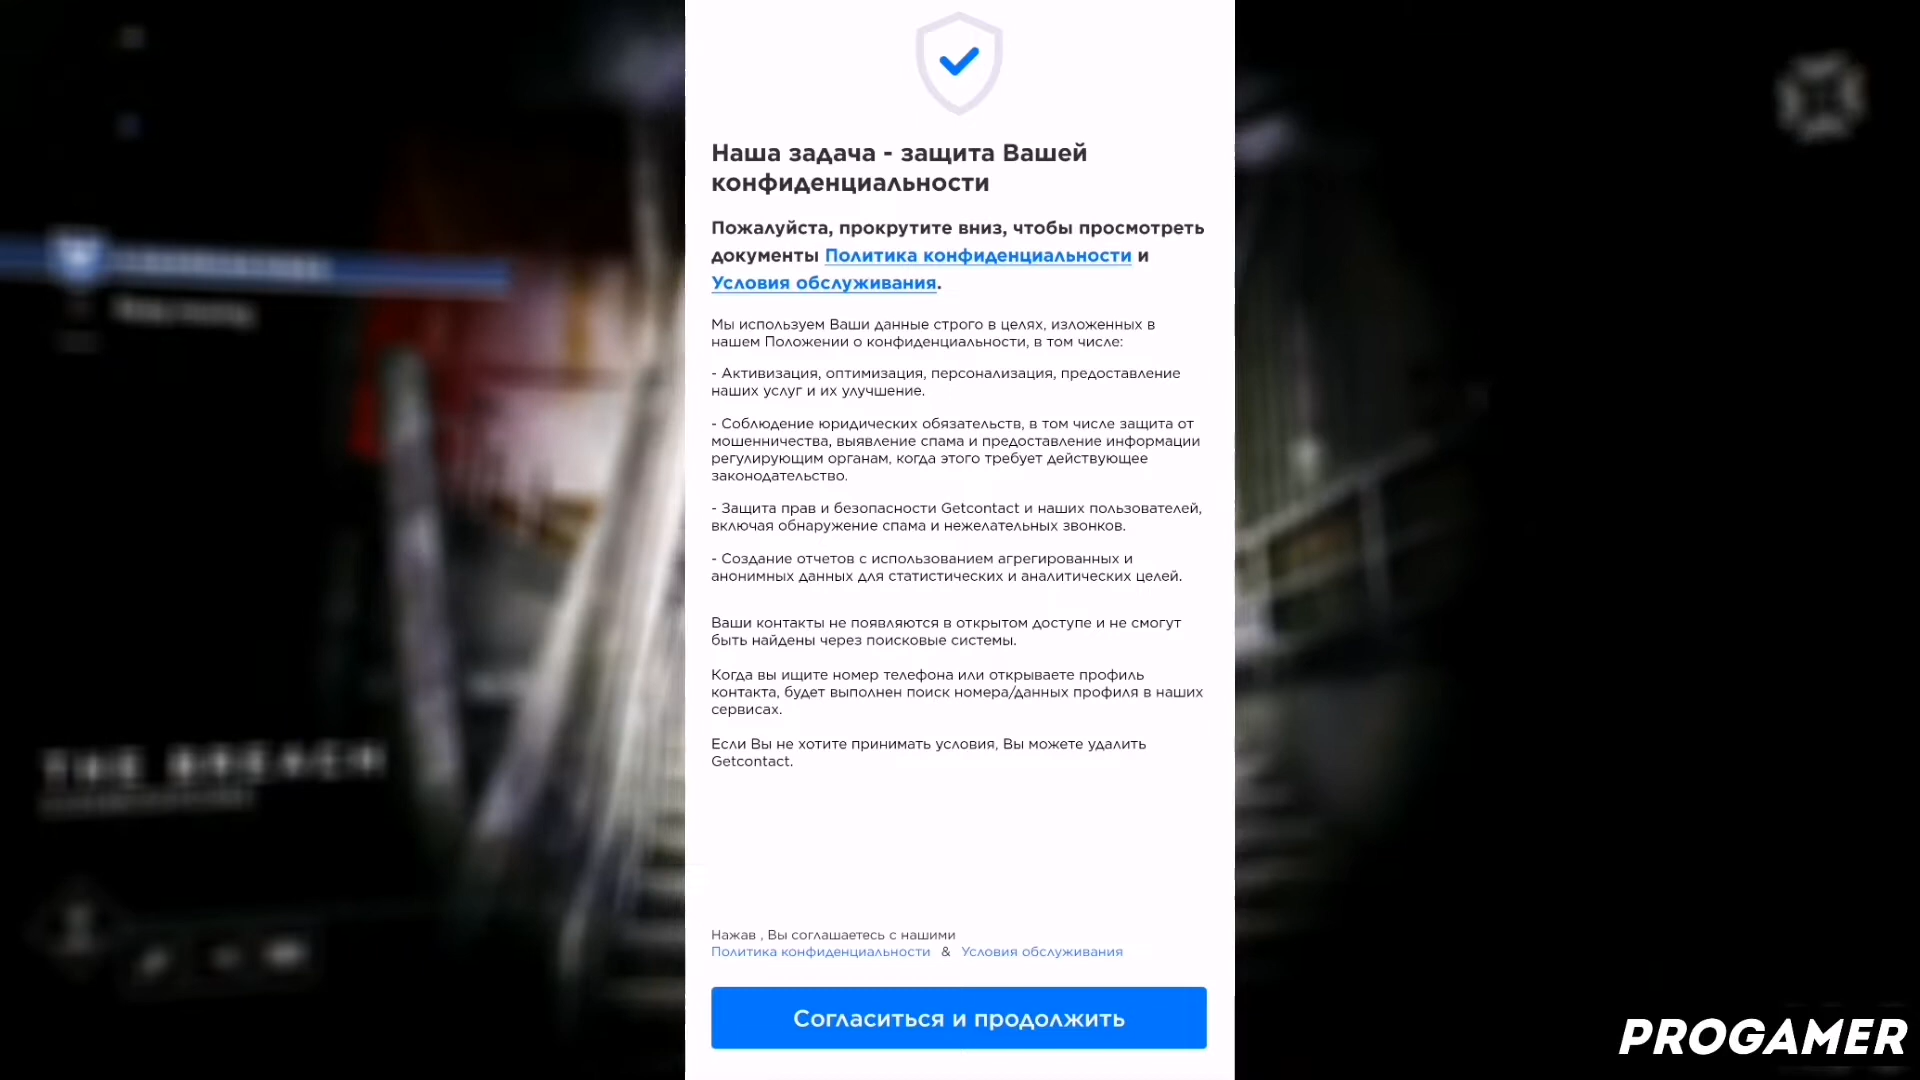 Наша задача - защита Вашей
конфиденциальности
Пожалуйста, прокрутите вниз, чтобы просмотреть
документы Политика конфиденциальности и
Условия обслуживания.
Мы используем Ваши данные строго в целях, изложенных в
нашем Положении о конфиденциальности, в том числе:
- Активизация, оптимизация, персонализация, предоставление
наших услуг и их улучшение.
- Соблюдение юридических обязательств, в том числе защита от
мошенничества, выявление спама и предоставление информации
регулирующим органам, когда этого требует действующее
законодательство.
- Защита прав и безопасности Getcontact и наших пользователей,
включая обнаружение спама и нежелательных звонков.
- Создание отчетов с использованием агрегированных и
анонимных данных для статистических и аналитических целей.
Ваши контакты не появляются в открытом доступе и не смогут
быть найдены через поисковые системы.
Когда вы ищите номер телефона или открываете профиль
контакта, будет выполнен поиск номера/данных профиля в наших
сервисах.
Если Вы не хотите принимать условия, Вы можете удалить
Getcontact.
THE BREACH
Нажав , Вы соглашаетесь с нашими
Политика конфиденциальности & Условия обслуживания
Согласиться и продолжить
PROGAMER